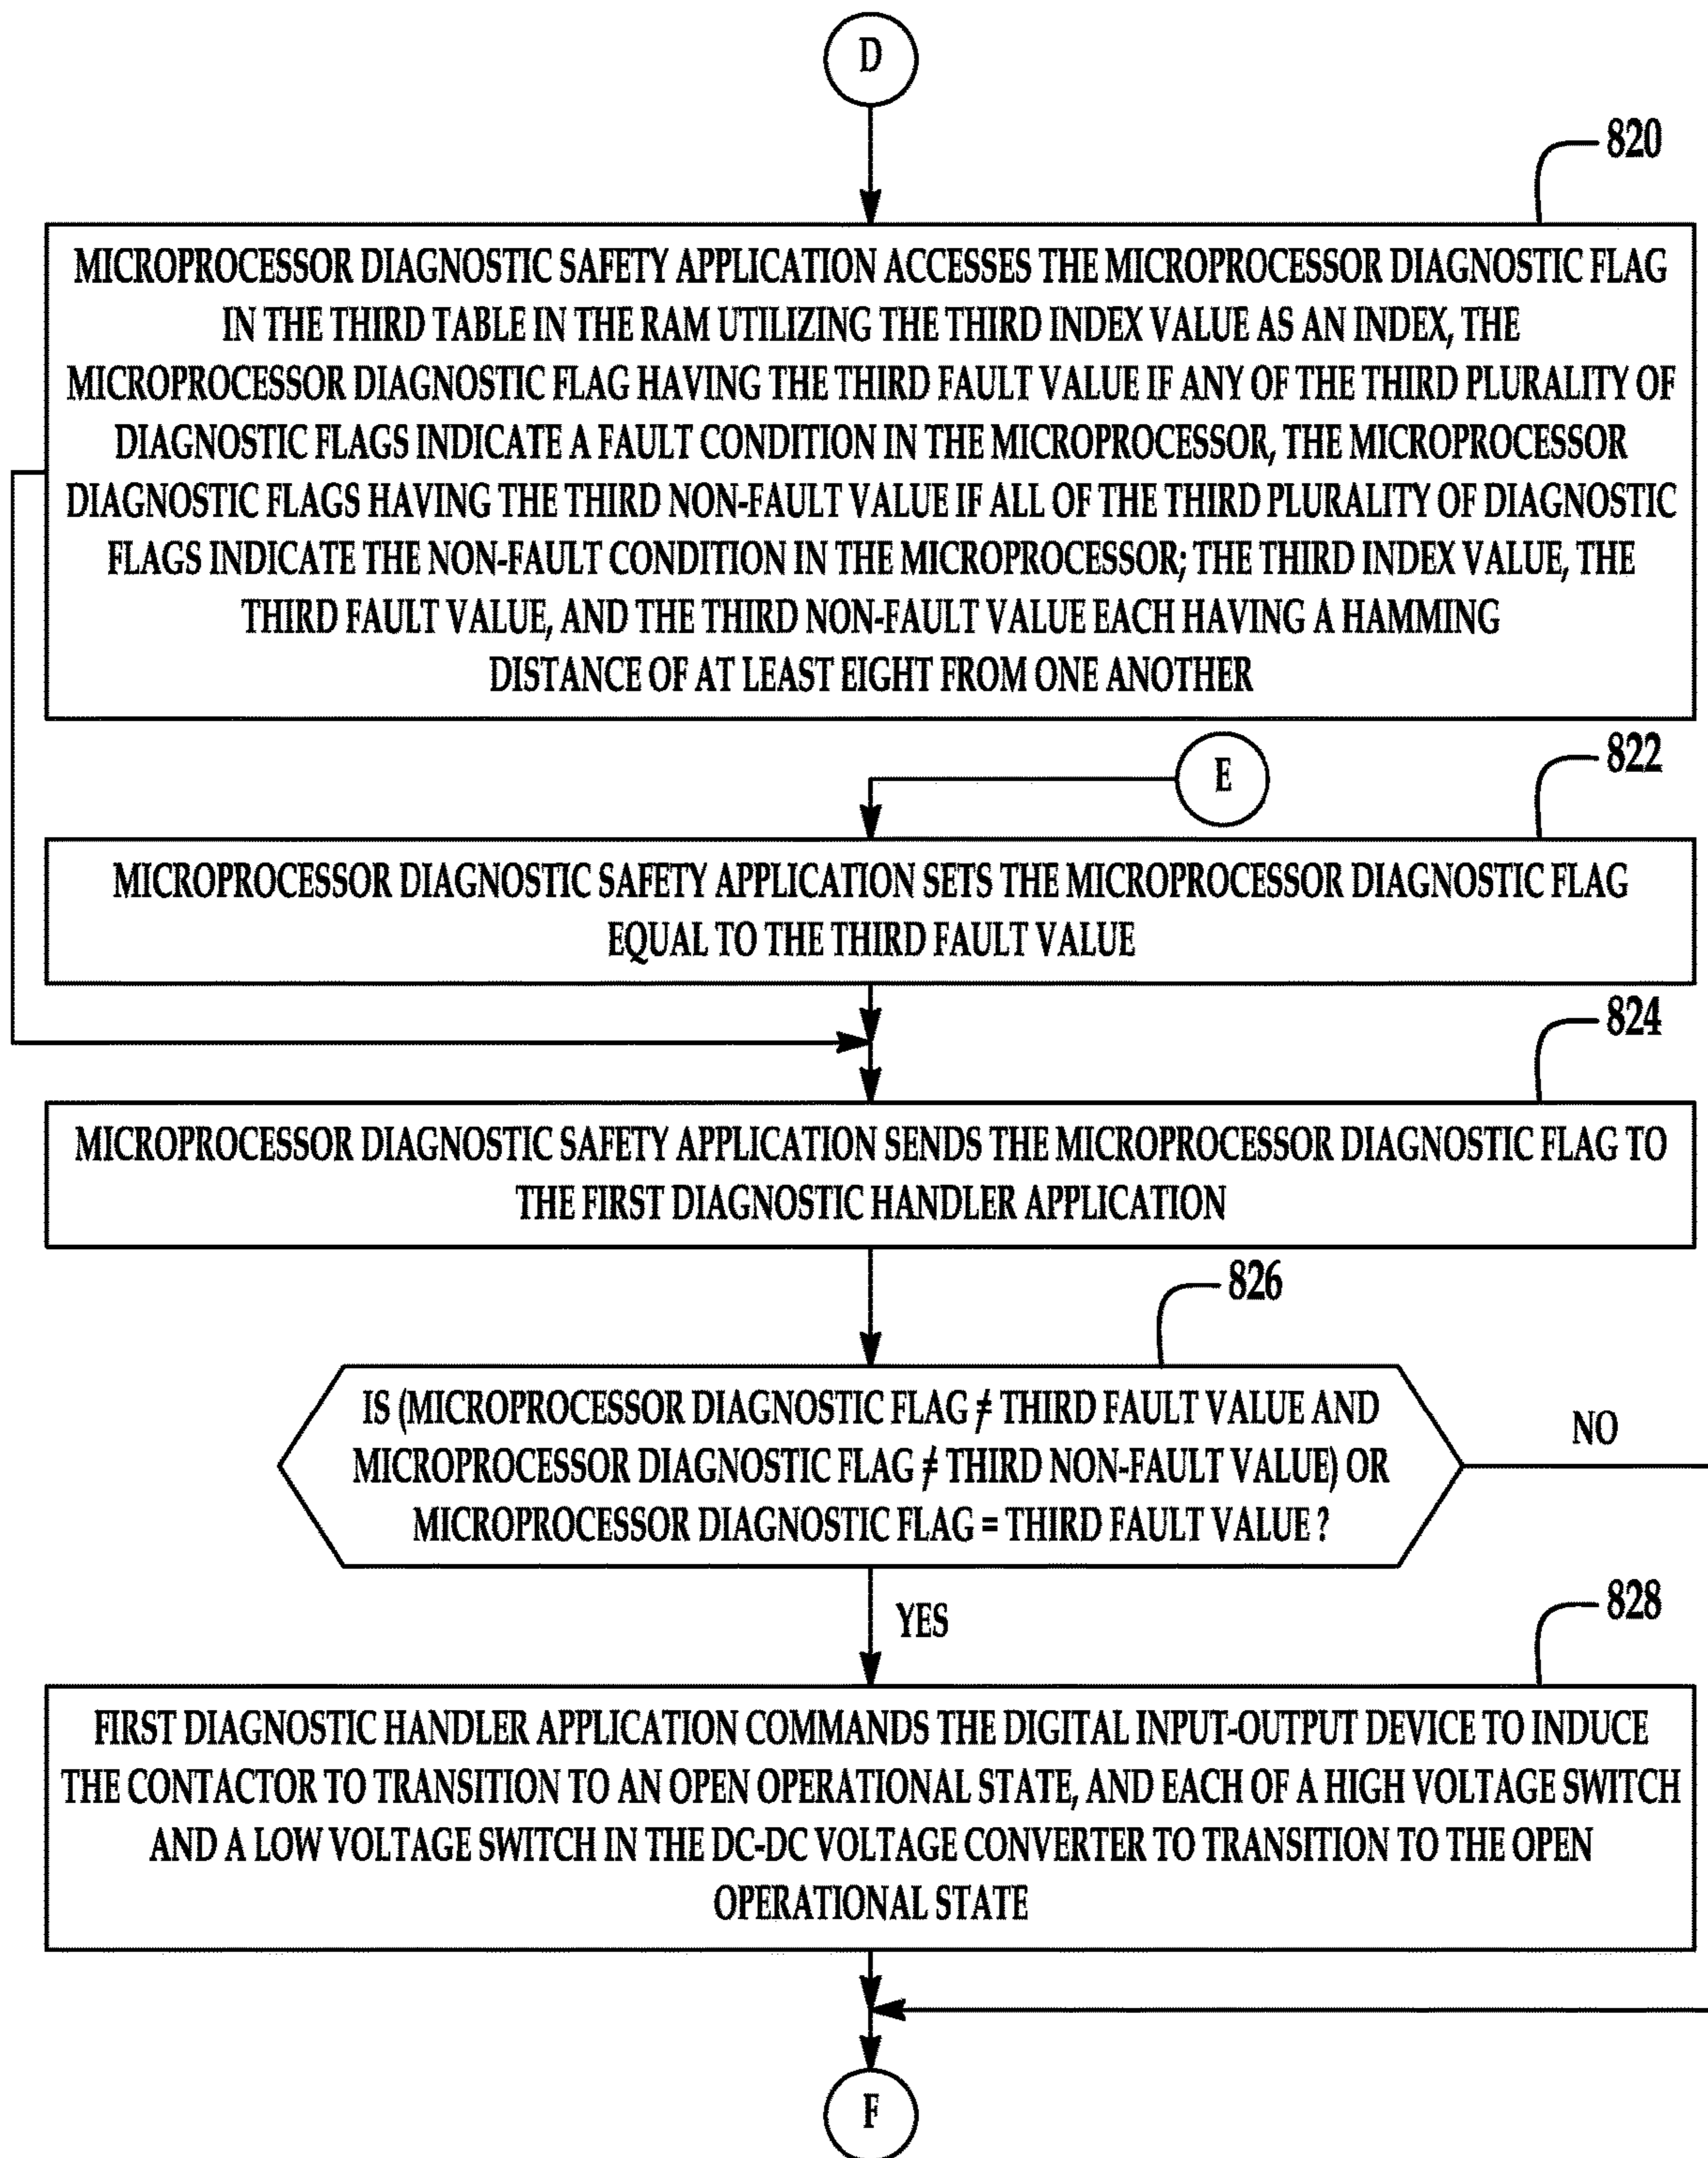 D
820
MICROPROCESSOR DIAGNOSTIC SAFETY APPLICATION ACCESSES THE MICROPROCESSOR DIAGNOSTIC FLAG
IN THE THIRD TABLE IN THE RAM UTILIZING THE THIRD INDEX VALUE AS AN INDEX, THE
MICROPROCESSOR DIAGNOSTIC FLAG HAVING THE THIRD FAULT VALUE IF ANY OF THE THIRD PLURALITY OF
DIAGNOSTIC FLAGS INDICATE A FAULT CONDITION IN THE MICROPROCESSOR, THE MICROPROCESSOR
DIAGNOSTIC FLAGS HAVING THE THIRD NON-FAULT VALUE IF ALL OF THE THIRD PLURALITY OF DIAGNOSTIC
FLAGS INDICATE THE NON-FAULT CONDITION IN THE MICROPROCESSOR; THE THIRD INDEX VALUE, THE
THIRD FAULT VALUE, AND THE THIRD NON-FAULT VALUE EACH HAVING A HAMMING
DISTANCE OF AT LEAST EIGHT FROM ONE ANOTHER
E
822
MICROPROCESSOR DIAGNOSTIC SAFETY APPLICATION SETS THE MICROPROCESSOR DIAGNOSTIC FLAG
EQUAL TO THE THIRD FAULT VALUE
824
MICROPROCESSOR DIAGNOSTIC SAFETY APPLICATION SENDS THE MICROPROCESSOR DIAGNOSTIC FLAG TO
THE FIRST DIAGNOSTIC HANDLER APPLICATION
826
IS (MICROPROCESSOR DIAGNOSTIC FLAG ≠ THIRD FAULT VALUE AND
MICROPROCESSOR DIAGNOSTIC FLAG ≠ THIRD NON-FAULT VALUE) OR
MICROPROCESSOR DIAGNOSTIC FLAG = THIRD FAULT VALUE ?
NO
YES
828
FIRST DIAGNOSTIC HANDLER APPLICATION COMMANDS THE DIGITAL INPUT-OUTPUT DEVICE TO INDUCE
THE CONTACTOR TO TRANSITION TO AN OPEN OPERATIONAL STATE, AND EACH OF A HIGH VOLTAGE SWITCH
AND A LOW VOLTAGE SWITCH IN THE DC-DC VOLTAGE CONVERTER TO TRANSITION TO THE OPEN
OPERATIONAL STATE
F